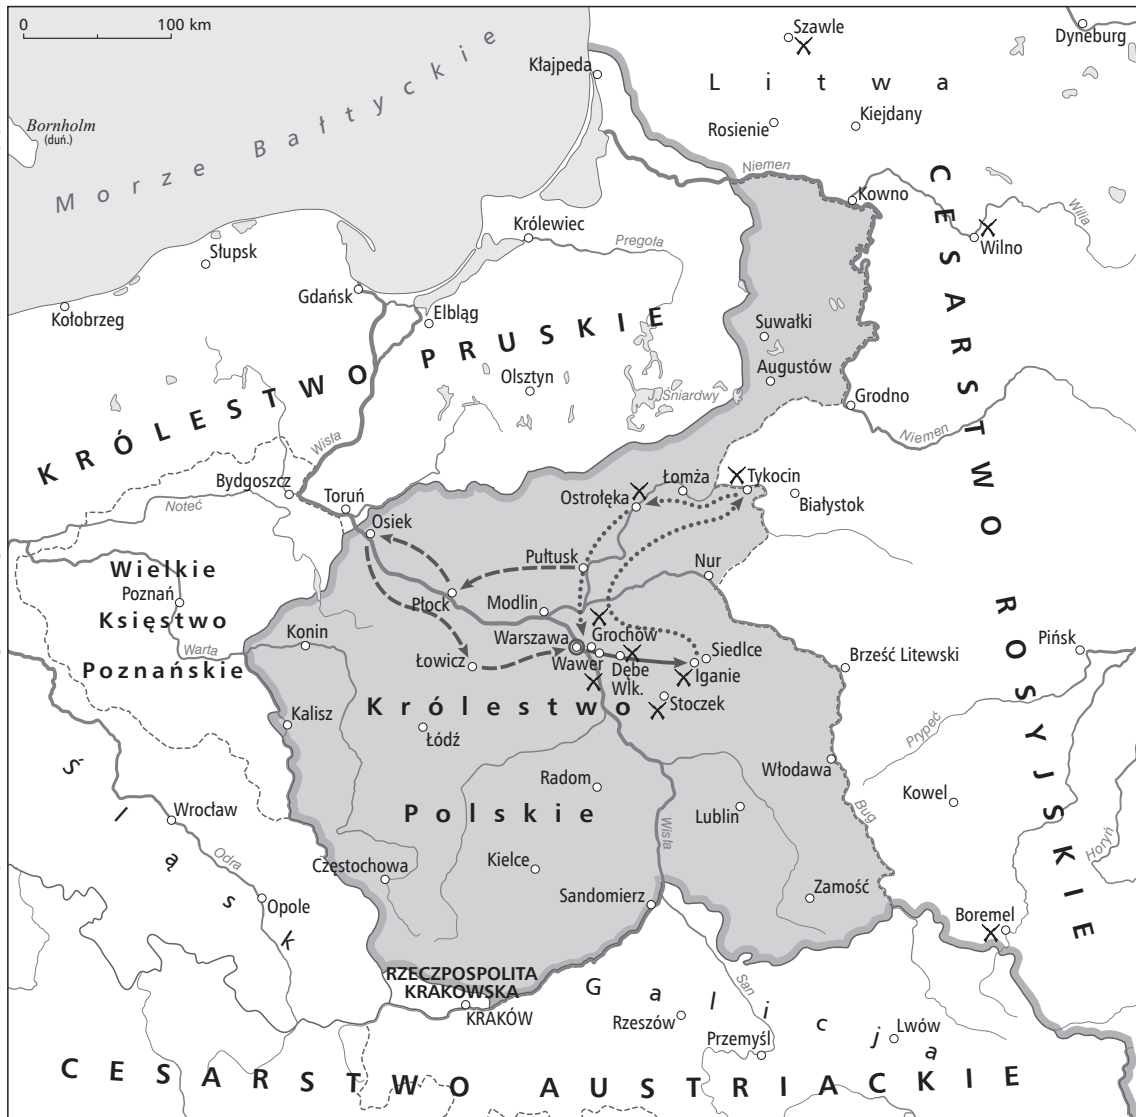 0 100 km
Szawle
Dyneburg
Kłajpeda
Morze Bałtyckie
Litwa
Bornholm
(duń.)
Rosienie
Kiejdany
Niemen
Kowno
Wilia
Wilno
Królewiec
Pregoła
Słupsk
Gdańsk
Kołobrzeg
Elbląg
Suwałki
KRÓLESTWO PRUSKIE
Augustów
Olsztyn
J. Śniardwy
Grodno
Niemen
Wisła
CESARSTWO ROSYJSKIE
Bydgoszcz
Toruń
Noteć
Osiek
Łomża
Tykocin
Ostrołęka
Białystok
Wielkie
Księstwo
Poznańskie
Poznań
Warta
Pułtusk
Nur
Płock
Modlin
Konin
Warszawa
Grochów
Siedlce
Łowicz
Wawer
Dębe
Wlk.
Iganie
Brześć Litewski
Pińsk
Stoczek
Królestwo
Polskie
Kalisz
Łódź
Prypeć
Włodawa
Radom
Kowel
Śląsk
Wrocław
Lublin
Bug
Wisła
Odra
Horyń
Częstochowa
Kielce
Zamość
Sandomierz
Opole
Boremel
RZECZPOSPOLITA
KRAKOWSKA
KRAKÓW
Galicja
San
Rzeszów
Przemyśl
Lwów
CESARSTWO AUSTRIACKIE